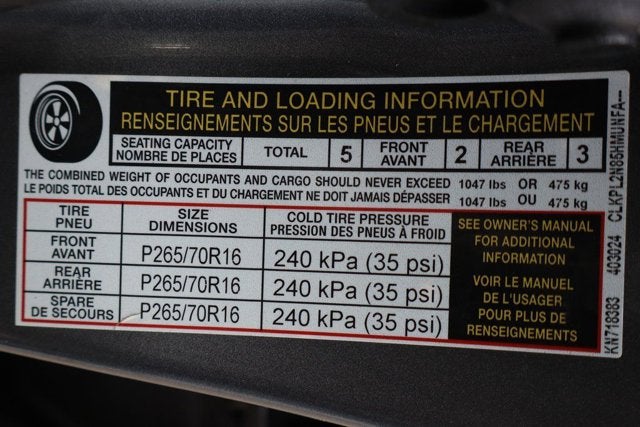 TIRE AND LOADING INFORMATION
RENSEIGNEMENTS SUR LES PNEUS ET LE CHARGEMENT
SEATING CAPACITY
NOMBRE DE PLACES
TOTAL
5
FRONT
AVANT
2
REAR
ARRIÈRE
3
THE COMBINED WEIGHT OF OCCUPANTS AND CARGO SHOULD NEVER EXCEED 1047 lbs OR 475 kg
LE POIDS TOTAL DES OCCUPANTS ET DU CHARGEMENT NE DOIT JAMAIS DÉPASSER 1047 lbs OU 475 kg
TIRE
PNEU
SIZE
DIMENSIONS
COLD TIRE PRESSURE
PRESSION DES PNEUS À FROID
FRONT
AVANT
P265/70R16
240 kPa (35 psi)
REAR
ARRIÈRE
P265/70R16
240 kPa (35 psi)
SPARE
DE SECOURS
P265/70R16
240 kPa (35 psi)
SEE OWNER'S MANUAL
FOR ADDITIONAL
INFORMATION
VOIR LE MANUEL
DE L'USAGER
POUR PLUS DE
RENSEIGNEMENTS
KN718383 403024 CLKPL2N85HMUNFA---